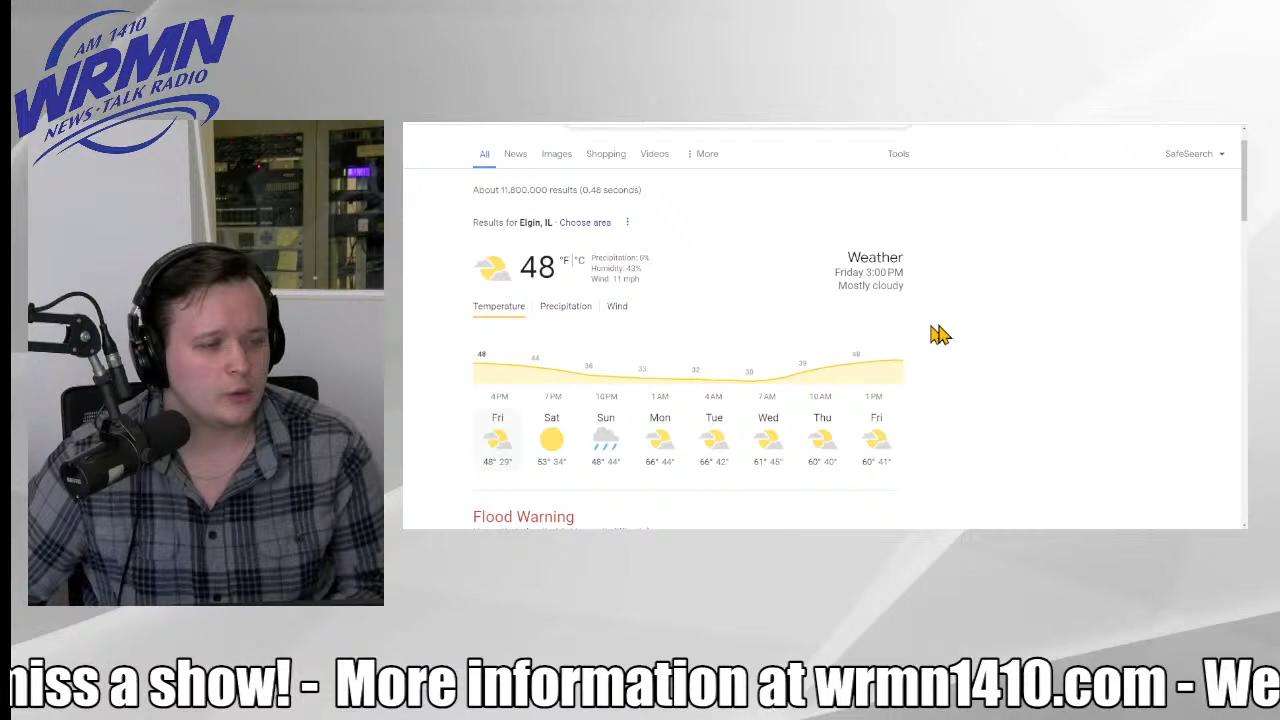 AM 1410
WRMN
NEWS-TALK RADIO
All News Images Shopping Videos More Tools SafeSearch
About 11,800,000 results (0.48 seconds)
Results for Elgin, IL · Choose area
48 °F | °C
Precipitation: 0%
Humidity: 43%
Wind: 11 mph
Weather
Friday 3:00 PM
Mostly cloudy
Temperature Precipitation Wind
48 44 36 33 32 30 39 48
4 PM 7 PM 10 PM 1 AM 4 AM 7 AM 10 AM 1 PM
Fri Sat Sun Mon Tue Wed Thu Fri
48° 29° 53° 34° 48° 44° 66° 44° 66° 42° 61° 45° 60° 40° 60° 41°
Flood Warning
miss a show! - More information at wrmn1410.com - We